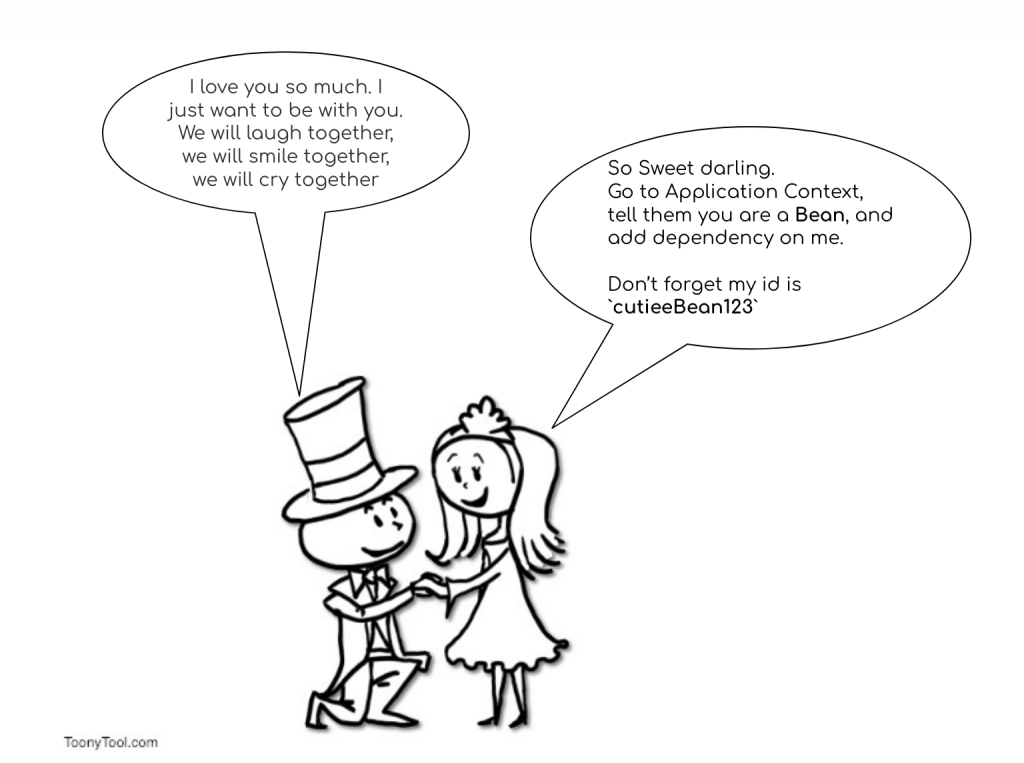 I love you so much. I
just want to be with you.
We will laugh together,
we will smile together,
we will cry together
So Sweet darling.
Go to Application Context,
tell them you are a Bean, and
add dependency on me.
Don't forget my id is
`cutieeBean123`
ToonyTool.com